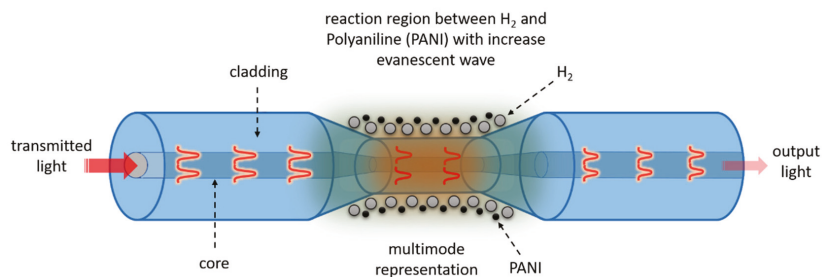 reaction region between H₂ and
Polyaniline (PANI) with increase
evanescent wave
cladding
H₂
transmitted
light
output
light
core
multimode
representation
PANI